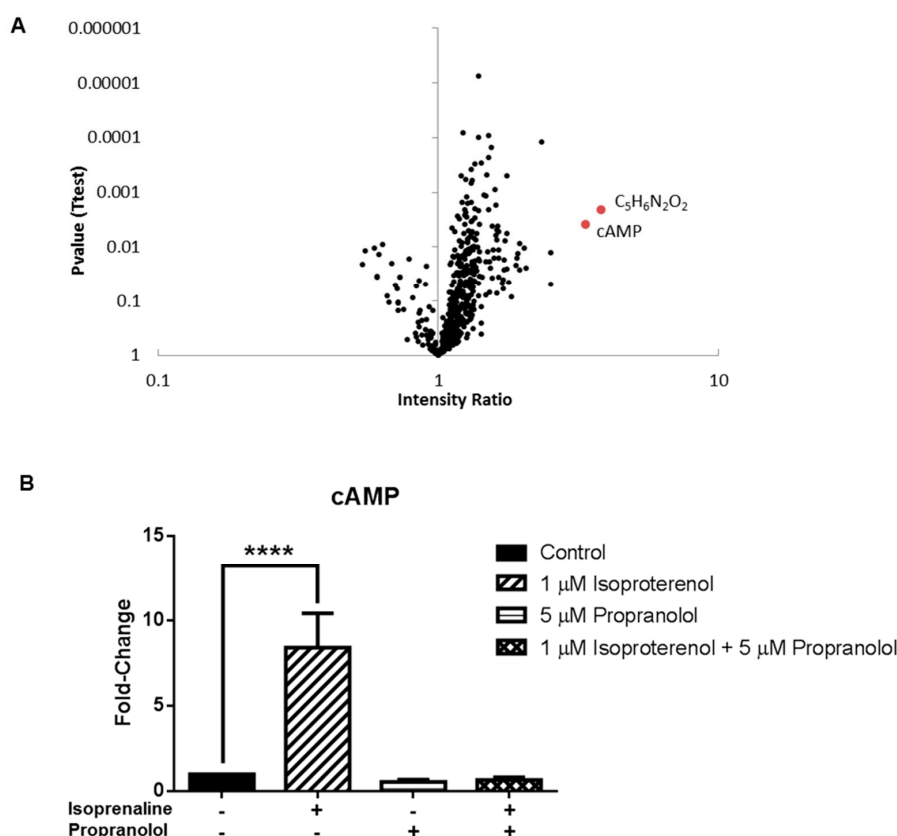 A
0.000001
0.00001
0.0001
0.001
0.01
0.1
1
Pvalue (Ttest)
C₅H₆N₂O₂
cAMP
0.1
1
10
Intensity Ratio
B
cAMP
15
10
5
0
Fold-Change
****
Control
1 μM Isoproterenol
5 μM Propranolol
1 μM Isoproterenol + 5 μM Propranolol
Isoprenaline - + - +
Propranolol - - + +